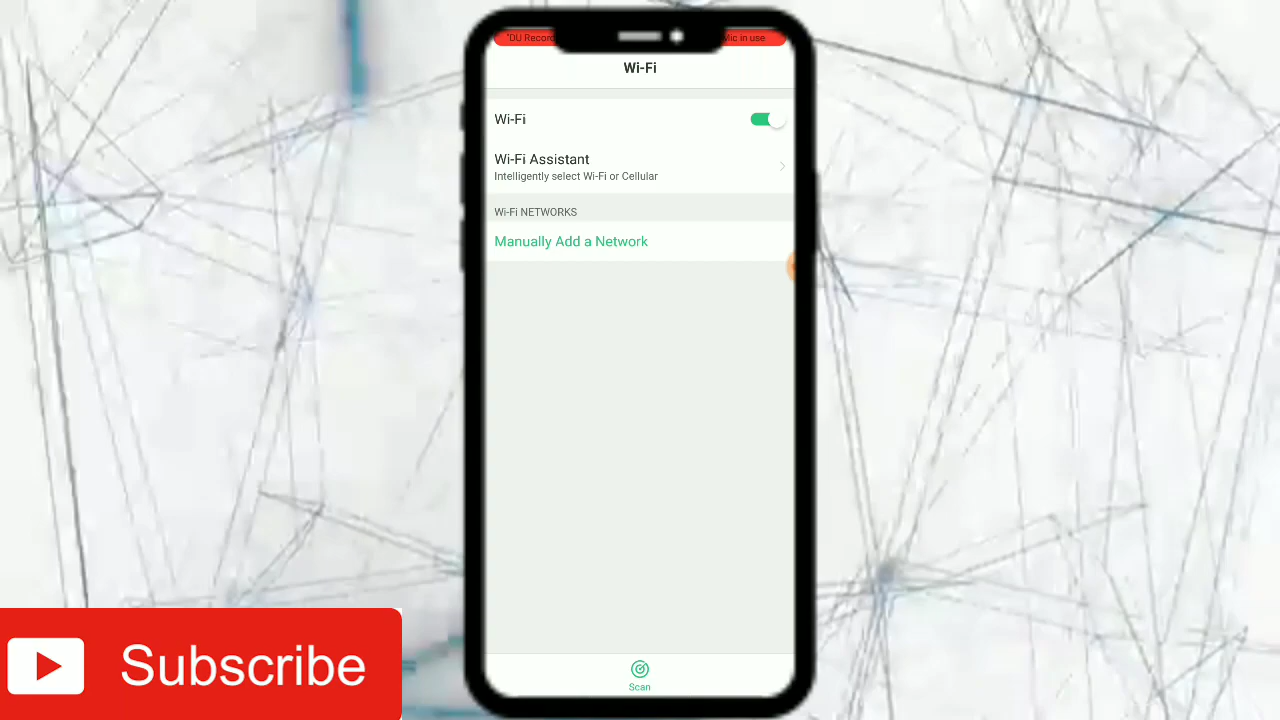 "DU Record
Mic in use
Wi-Fi
Wi-Fi
Wi-Fi Assistant
Intelligently select Wi-Fi or Cellular
Wi-Fi NETWORKS
Manually Add a Network
Scan
Subscribe